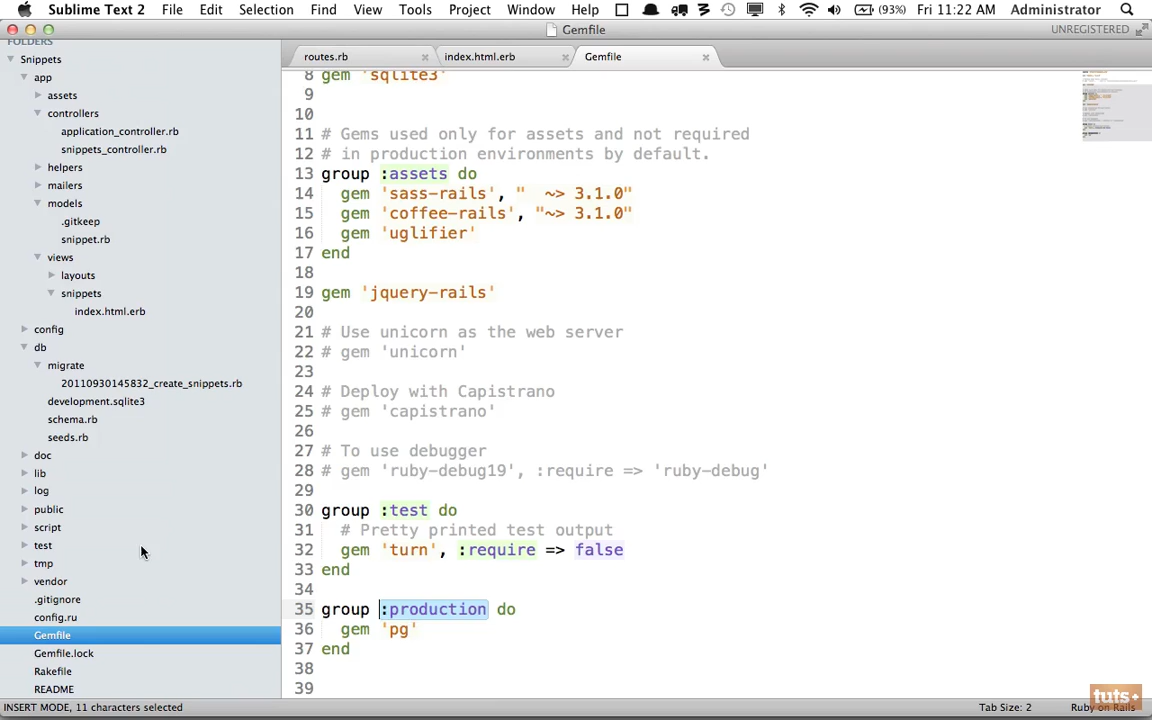 Sublime Text 2 File Edit Selection Find View Tools Project Window Help (93%) Fri 11:22 AM Administrator
Gemfile UNREGISTERED
FOLDERS
Snippets
app
assets
controllers
application_controller.rb
snippets_controller.rb
helpers
mailers
models
.gitkeep
snippet.rb
views
layouts
snippets
index.html.erb
config
db
migrate
20110930145832_create_snippets.rb
development.sqlite3
schema.rb
seeds.rb
doc
lib
log
public
script
test
tmp
vendor
.gitignore
config.ru
Gemfile
Gemfile.lock
Rakefile
README
routes.rb index.html.erb Gemfile
8 gem 'sqlite3'
9
10
11 # Gems used only for assets and not required
12 # in production environments by default.
13 group :assets do
14 gem 'sass-rails', "  ~> 3.1.0"
15 gem 'coffee-rails', "~> 3.1.0"
16 gem 'uglifier'
17 end
18
19 gem 'jquery-rails'
20
21 # Use unicorn as the web server
22 # gem 'unicorn'
23
24 # Deploy with Capistrano
25 # gem 'capistrano'
26
27 # To use debugger
28 # gem 'ruby-debug19', :require => 'ruby-debug'
29
30 group :test do
31 # Pretty printed test output
32 gem 'turn', :require => false
33 end
34
35 group :production do
36 gem 'pg'
37 end
38
39
tuts+
INSERT MODE, 11 characters selected Tab Size: 2 Ruby on Rails